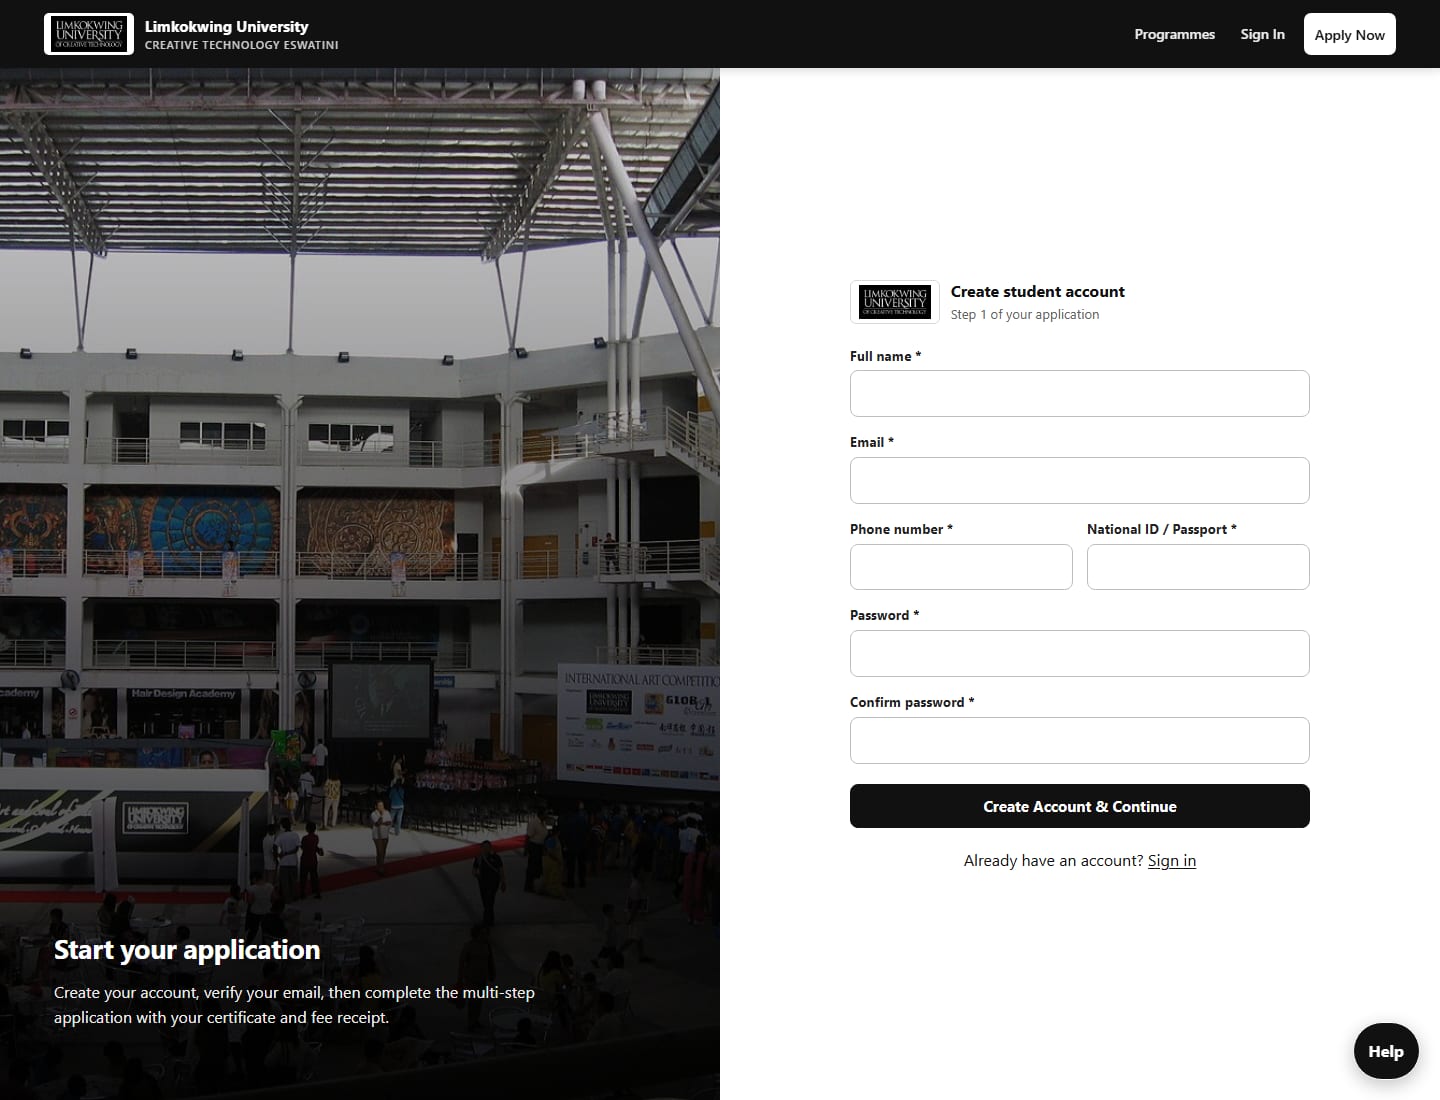 LIMKOKWING
UNIVERSITY
OF CREATIVE TECHNOLOGY
Limkokwing University
CREATIVE TECHNOLOGY ESWATINI
Programmes
Sign In
Apply Now
cademy
Hair Design Academy
INTERNATIONAL ART COMPETITIO
LIMKOKWING
UNIVERSITY
Start your application
Create your account, verify your email, then complete the multi-step
application with your certificate and fee receipt.
LIMKOKWING
UNIVERSITY
OF CREATIVE TECHNOLOGY
Create student account
Step 1 of your application
Full name *
Email *
Phone number *
National ID / Passport *
Password *
Confirm password *
Create Account & Continue
Already have an account? Sign in
Help